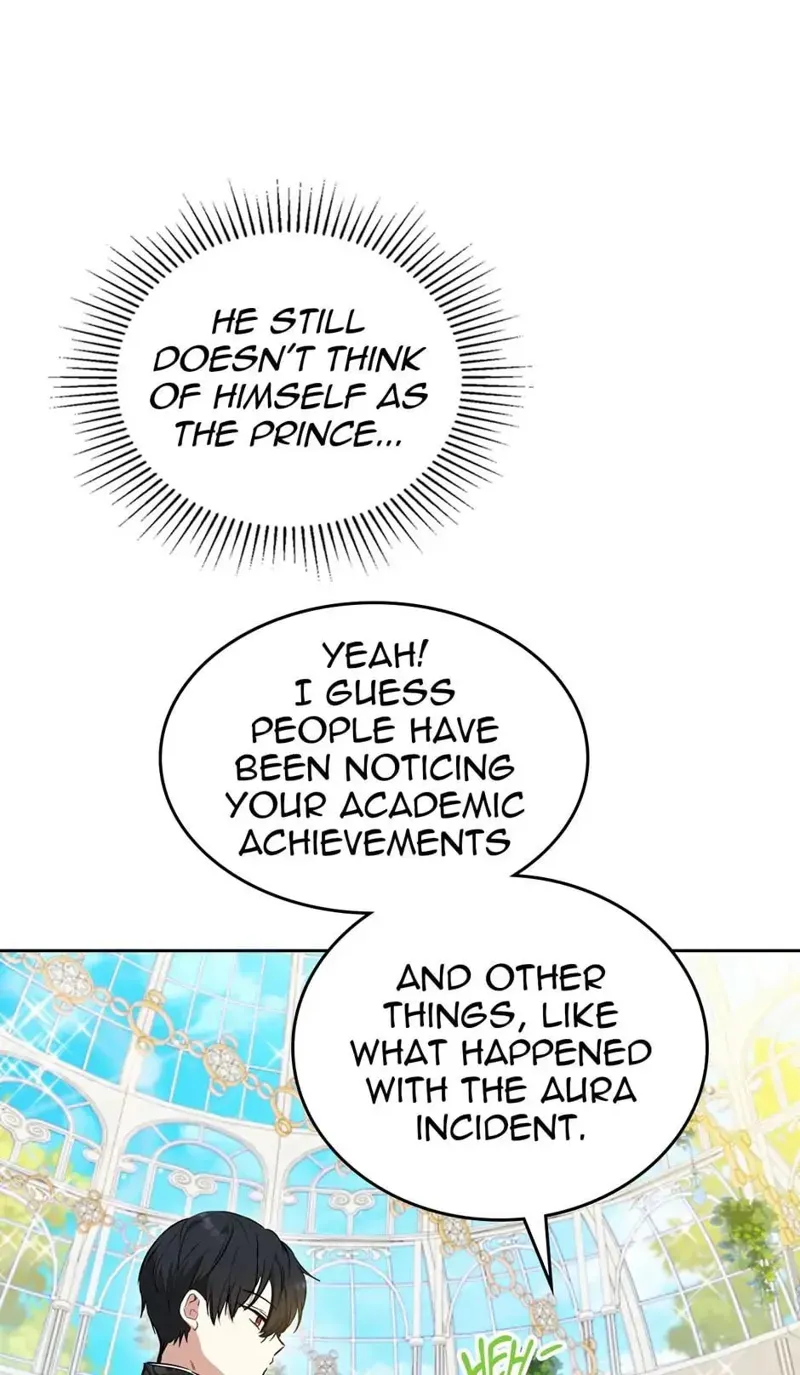 HE STILL
DOESN'T THINK
OF HIMSELF AS
THE PRINCE...
YEAH!
I GUESS
PEOPLE HAVE
BEEN NOTICING
YOUR ACADEMIC
ACHIEVEMENTS
AND OTHER
THINGS, LIKE
WHAT HAPPENED
WITH THE AURA
INCIDENT.
HEH-